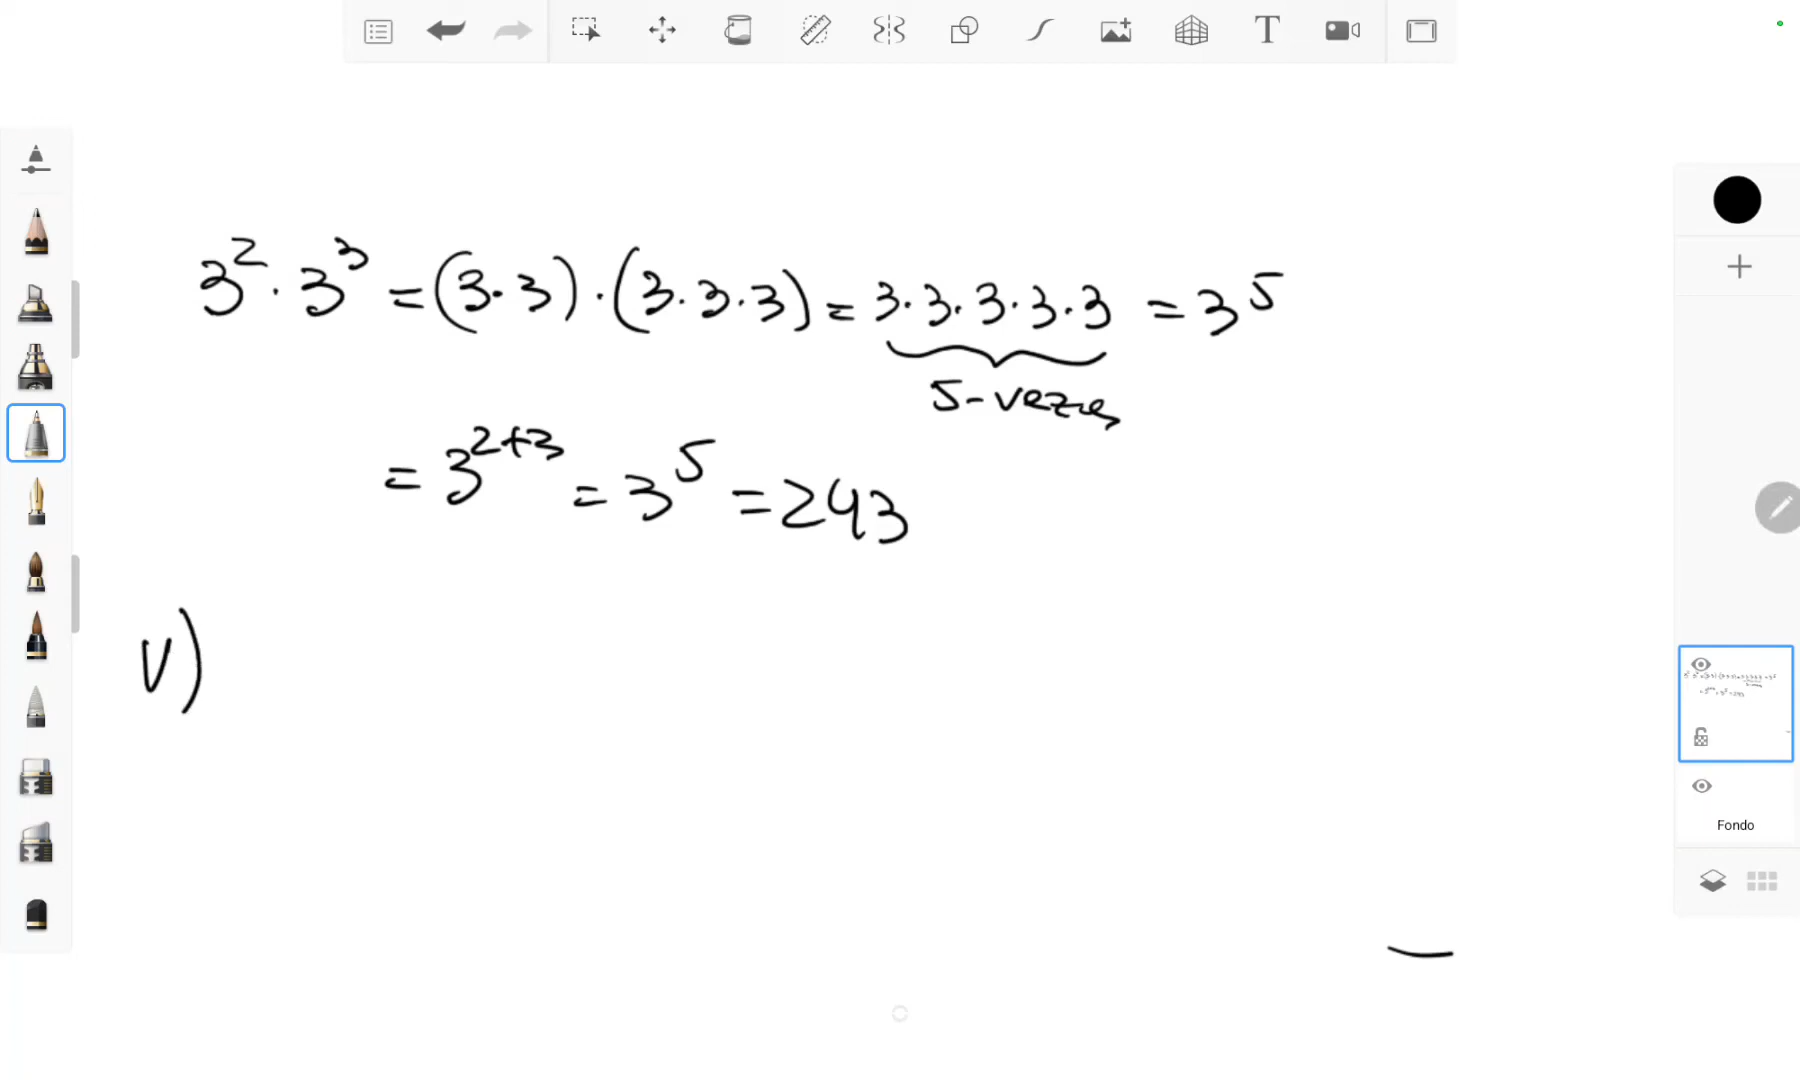 T
3² · 3³ = (3 · 3) · (3 · 3 · 3) = 3 · 3 · 3 · 3 · 3 = 3⁵
5 - vezes
= 3²⁺³ = 3⁵ = 243
V)
Fondo